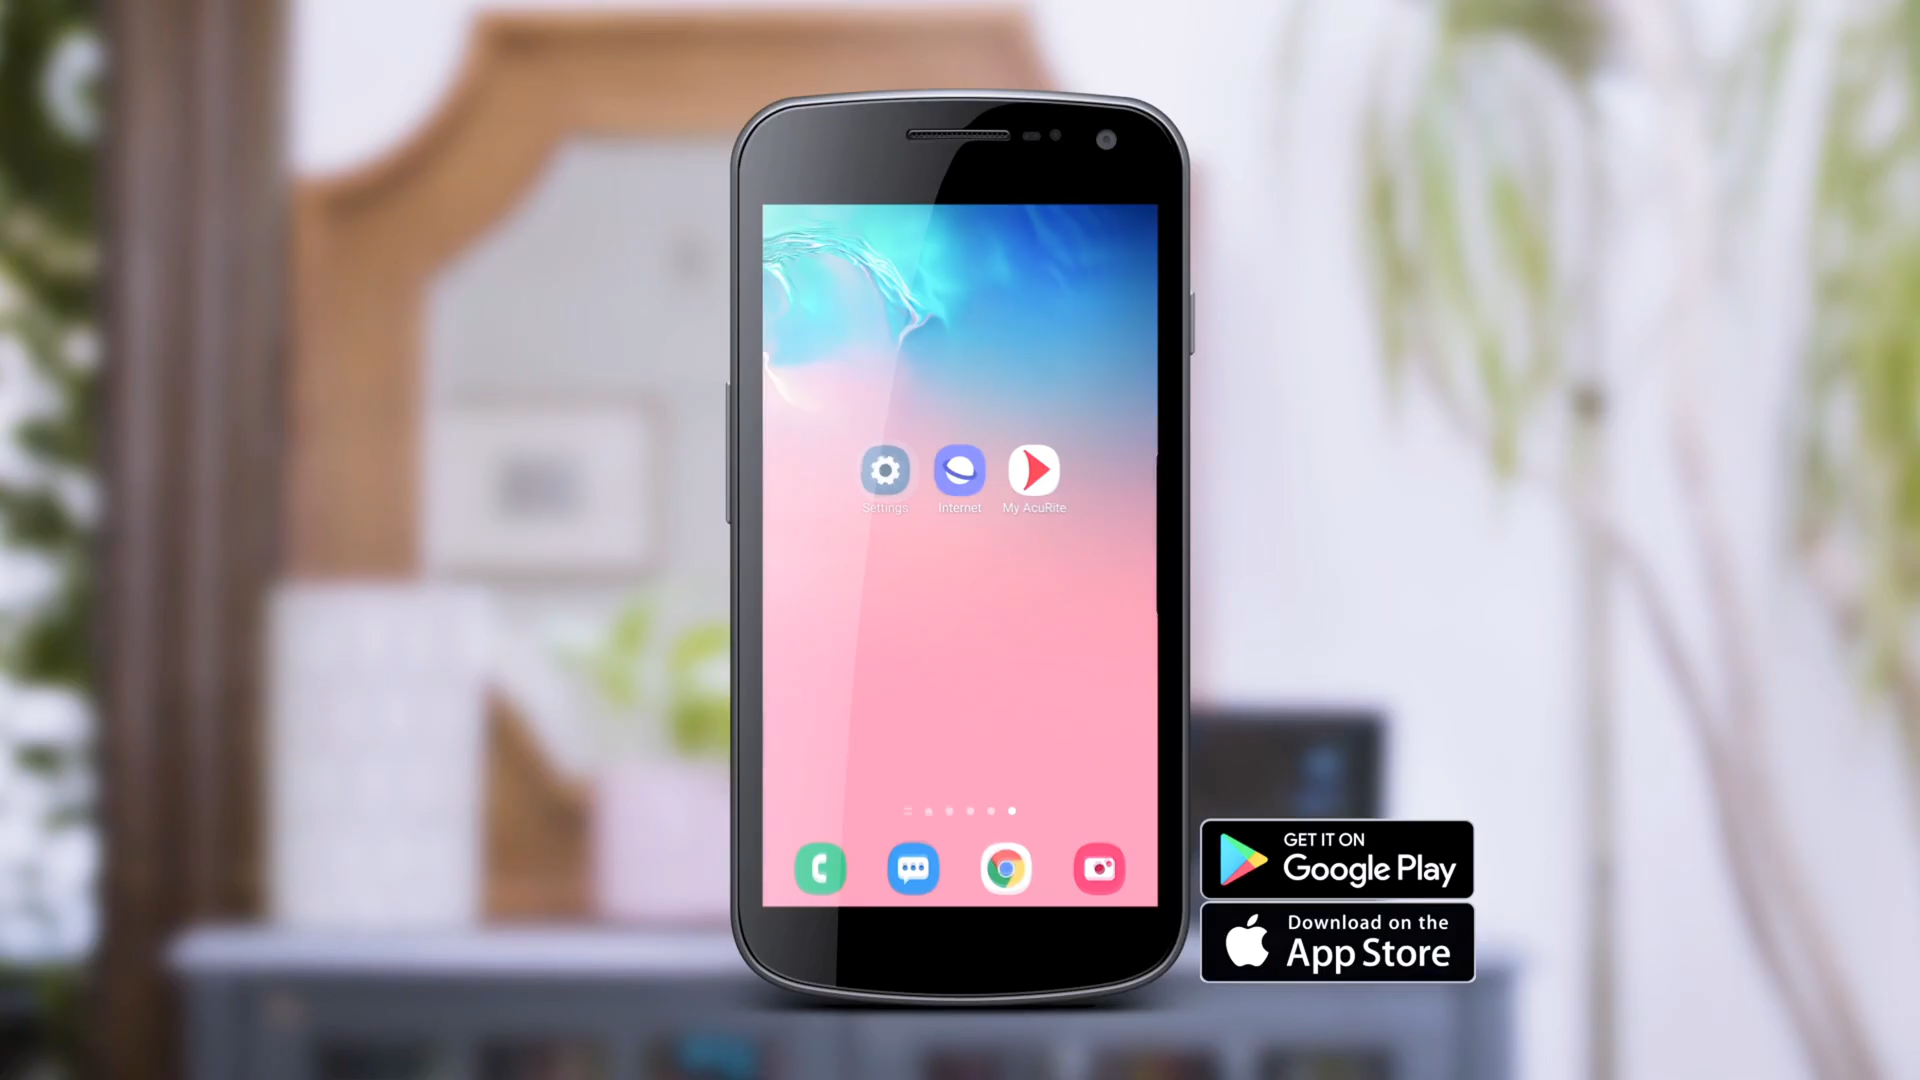 Settings Internet My AcuRite
GET IT ON
Google Play
Download on the
App Store